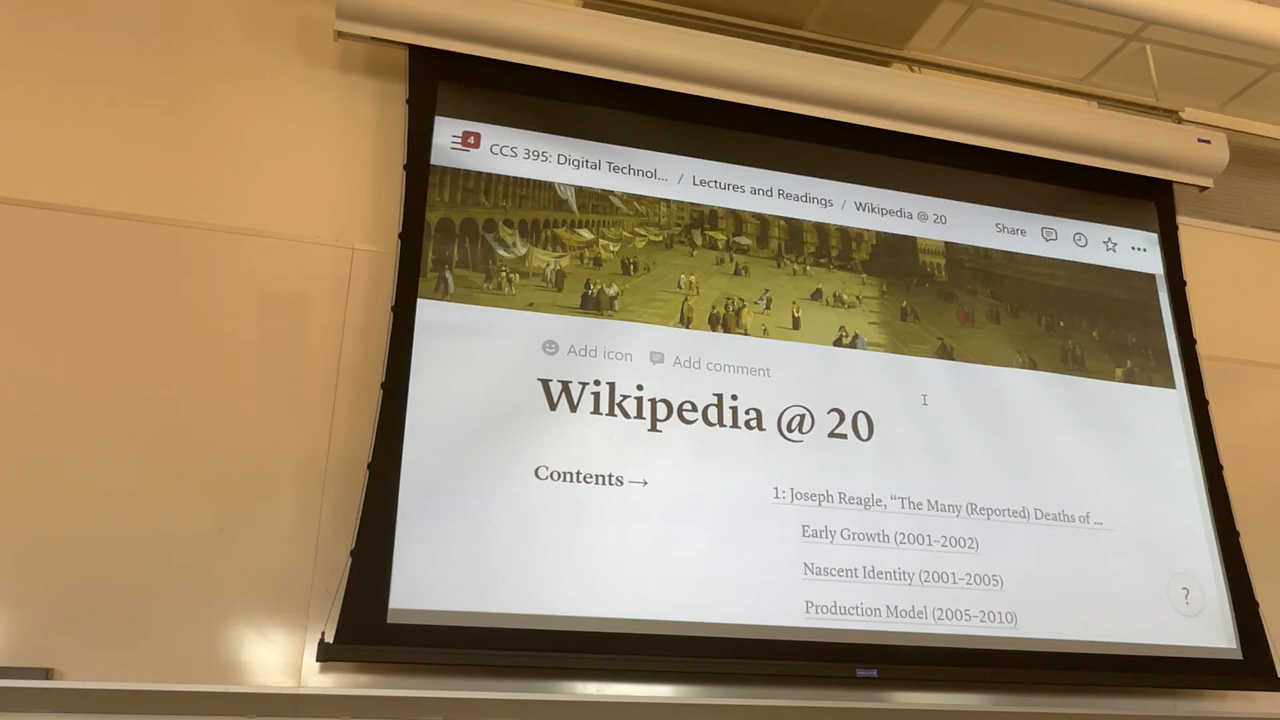 4
CCS 395: Digital Technol... / Lectures and Readings / Wikipedia @ 20
Share
Add icon Add comment
Wikipedia @ 20
Contents →
1: Joseph Reagle, “The Many (Reported) Deaths of ...
Early Growth (2001–2002)
Nascent Identity (2001–2005)
Production Model (2005–2010)
?